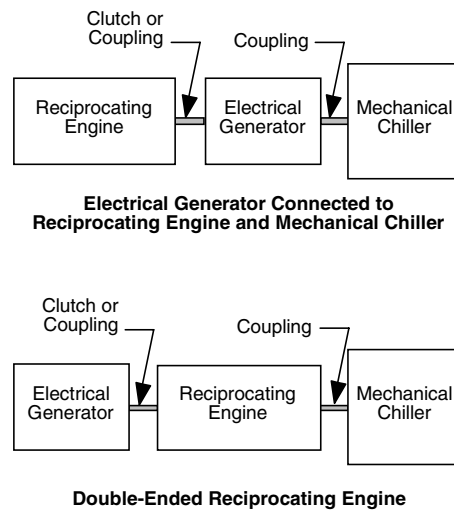 Clutch or
Coupling
Coupling
Reciprocating
Engine
Electrical
Generator
Mechanical
Chiller
Electrical Generator Connected to
Reciprocating Engine and Mechanical Chiller
Clutch or
Coupling
Coupling
Electrical
Generator
Reciprocating
Engine
Mechanical
Chiller
Double-Ended Reciprocating Engine